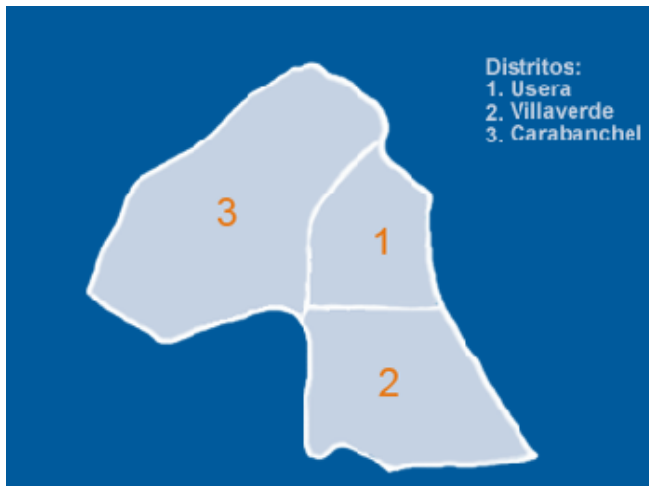 Distritos:
1. Usera
2. Villaverde
3. Carabanchel
3
1
2